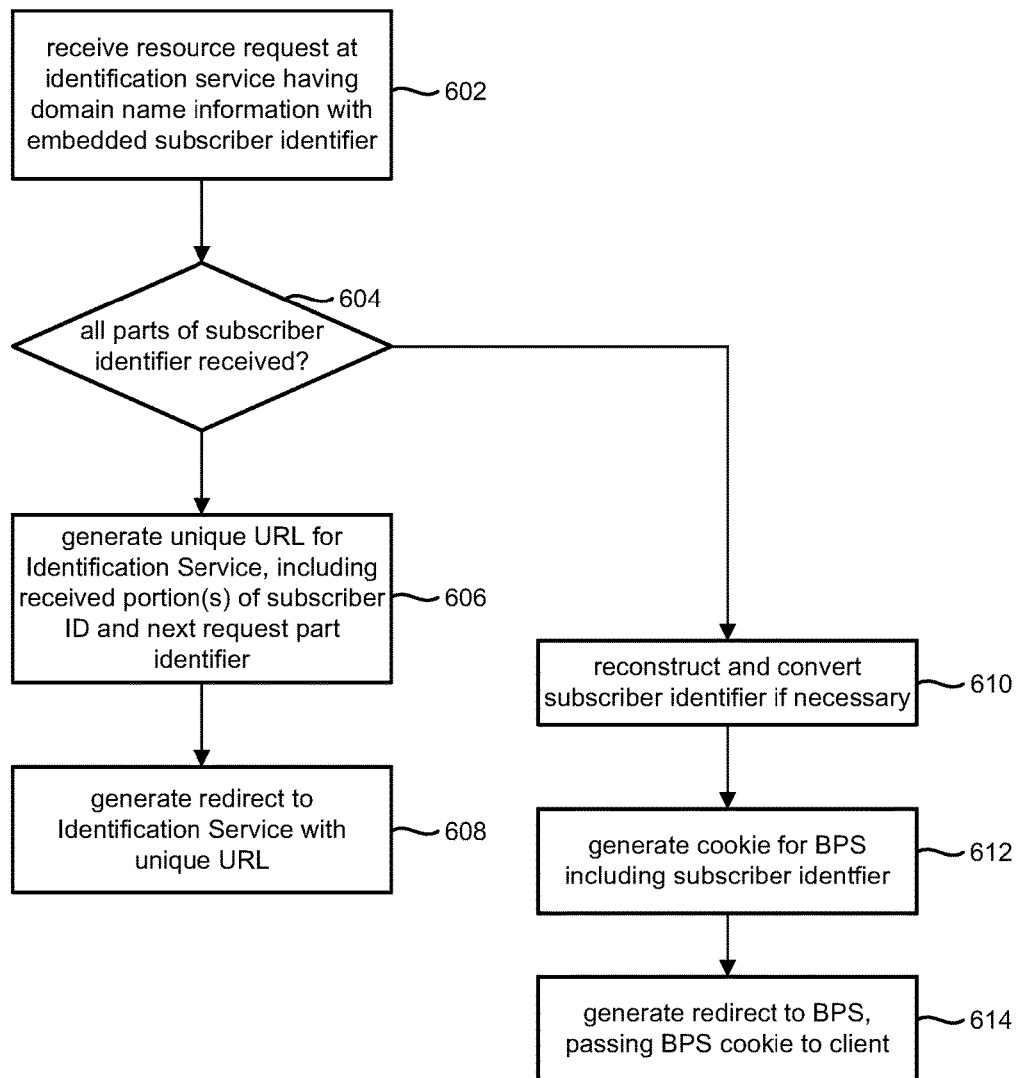 receive resource request at
identification service having
domain name information with
embedded subscriber identifier
602
604
all parts of subscriber
identifier received?
generate unique URL for
Identification Service, including
received portion(s) of subscriber
ID and next request part
identifier
606
generate redirect to
Identification Service with
unique URL
608
reconstruct and convert
subscriber identifier if necessary
610
generate cookie for BPS
including subscriber identfier
612
generate redirect to BPS,
passing BPS cookie to client
614